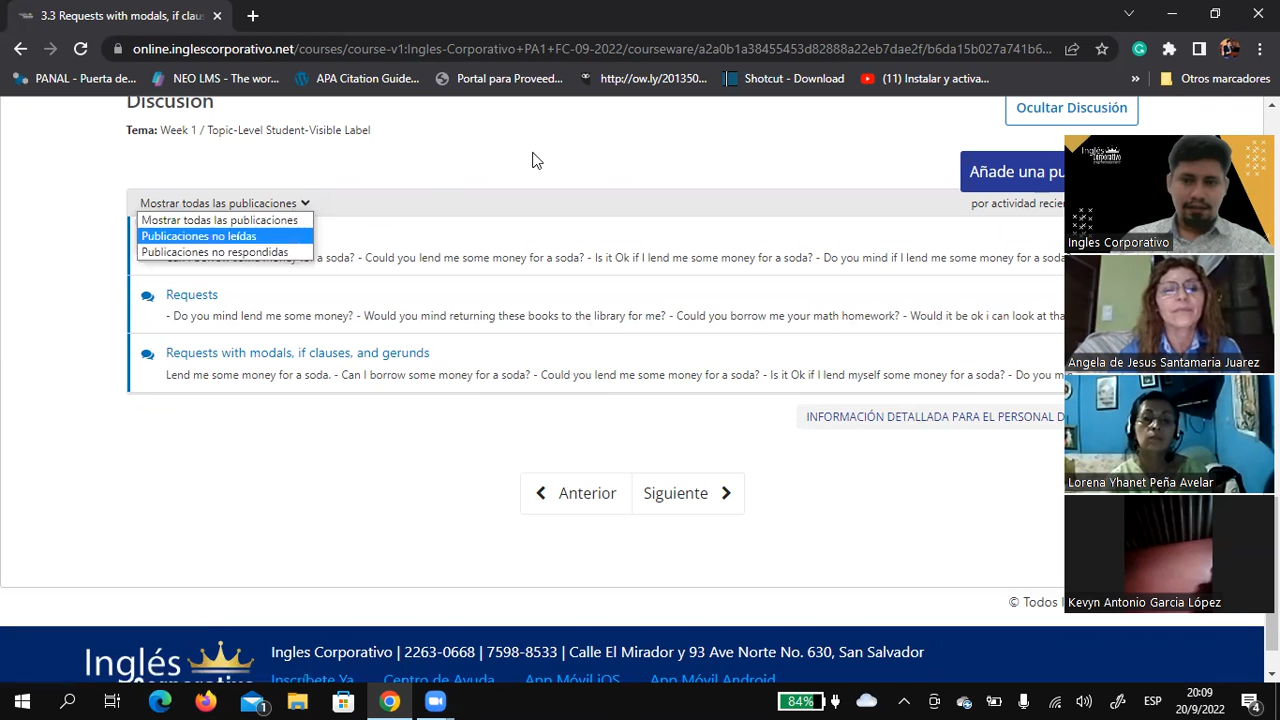 3.3 Requests with modals, if clau
online.inglescorporativo.net/courses/course-v1:Ingles-Corporativo+PA1+FC-09-2022/courseware/a2a0b1a38455453d82888a22eb7dae2f/b6da15b027a741b6...
PANAL - Puerta de... NEO LMS - The wor... APA Citation Guide... Portal para Proveed... http://ow.ly/201350... Shotcut - Download (11) Instalar y activa... » Otros marcadores
Discusión
Ocultar Discusión
Tema: Week 1 / Topic-Level Student-Visible Label
Añade una pu
Mostrar todas las publicaciones
por actividad recien
Mostrar todas las publicaciones
Publicaciones no leídas
Publicaciones no respondidas
some money for a soda? - Could you lend me some money for a soda? - Is it Ok if I lend me some money for a soda? - Do you mind if I lend me some money for a soda
Requests
- Do you mind lend me some money? - Would you mind returning these books to the library for me? - Could you borrow me your math homework? - Would it be ok i can look at tha
Requests with modals, if clauses, and gerunds
Lend me some money for a soda. - Can I
- Could you lend me some money for a soda? - Is it Ok if I lend myself some money for a soda? - Do you m
INFORMACIÓN DETALLADA PARA EL PERSONAL D
Anterior
Siguiente
© Todos l
Inglés
Corporativo
Ingles Corporativo | 2263-0668 | 7598-8533 | Calle El Mirador y 93 Ave Norte No. 630, San Salvador
Inscríbete Ya Centro de Ayuda App Móvil iOS App Móvil Android
Inglés
Corporativo
Ingles Corporativo
Angela de Jesus Santamaria Juarez
Lorena Yhanet Peña Avelar
Kevyn Antonio Garcia López
1
84%
ESP
20:09
20/9/2022
4